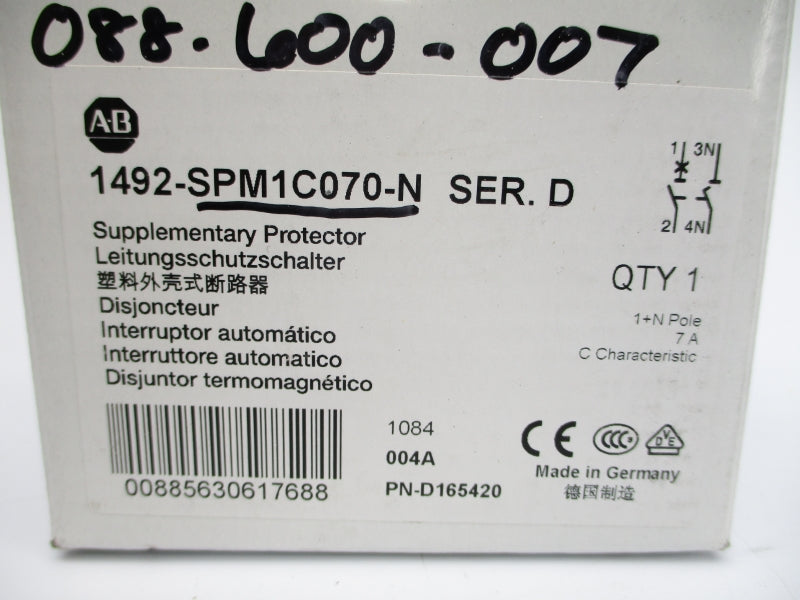 088.600-007
A-B
1492-SPM1C070-N SER. D
1 3N
2 4N
Supplementary Protector
Leitungsschutzschalter
塑料外壳式断路器
Disjoncteur
Interruptor automático
Interruttore automatico
Disjuntor termomagnético
QTY 1
1+N Pole
7 A
C Characteristic
00885630617688
1084
004A
PN-D165420
CE CCC DVE
Made in Germany
德国制造